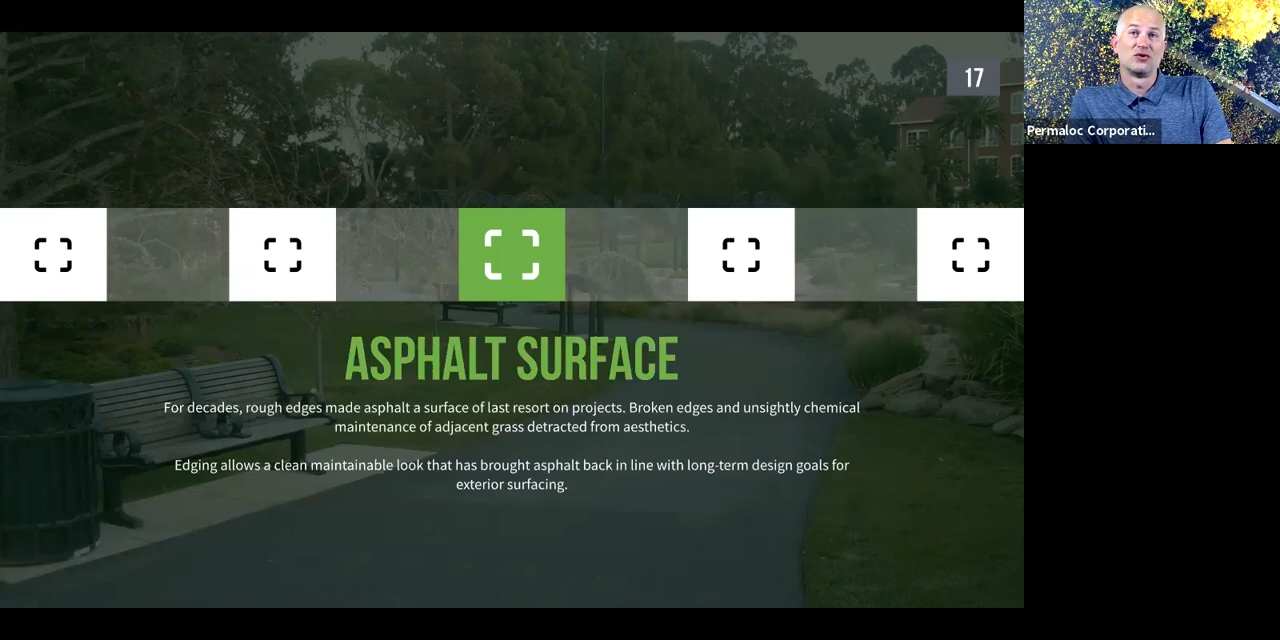 17
Permaloc Corporati...
ASPHALT SURFACE
For decades, rough edges made asphalt a surface of last resort on projects. Broken edges and unsightly chemical
maintenance of adjacent grass detracted from aesthetics.
Edging allows a clean maintainable look that has brought asphalt back in line with long-term design goals for
exterior surfacing.